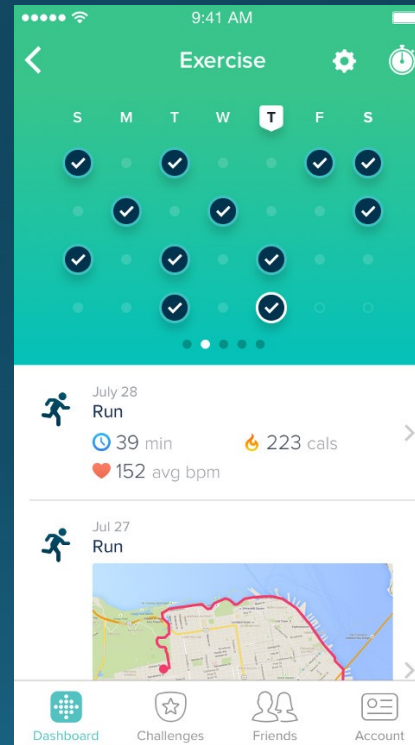 9:41 AM
Exercise
S M T W T F S
July 28
Run
39 min 223 cals
152 avg bpm
Jul 27
Run
Dashboard Challenges Friends Account